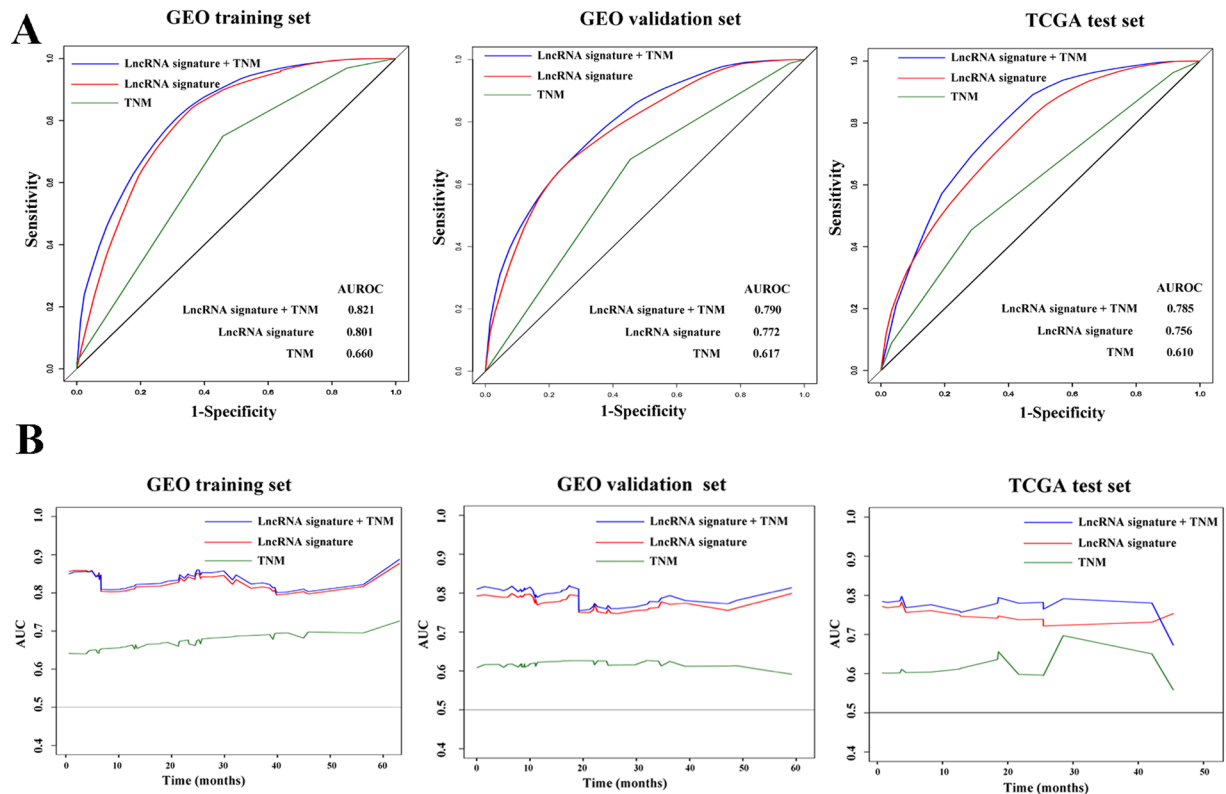 A
GEO training set
LncRNA signature + TNM
LncRNA signature
TNM
Sensitivity
0.0 0.2 0.4 0.6 0.8 1.0
0.0 0.2 0.4 0.6 0.8 1.0
1-Specificity
AUROC
LncRNA signature + TNM 0.821
LncRNA signature 0.801
TNM 0.660
GEO validation set
LncRNA signature + TNM
LncRNA signature
TNM
Sensitivity
0.0 0.2 0.4 0.6 0.8 1.0
0.0 0.2 0.4 0.6 0.8 1.0
1-Specificity
AUROC
LncRNA signature + TNM 0.790
LncRNA signature 0.772
TNM 0.617
TCGA test set
LncRNA signature + TNM
LncRNA signature
TNM
Sensitivity
0.0 0.2 0.4 0.6 0.8 1.0
0.0 0.2 0.4 0.6 0.8 1.0
1-Specificity
AUROC
LncRNA signature + TNM 0.785
LncRNA signature 0.756
TNM 0.610
B
GEO training set
LncRNA signature + TNM
LncRNA signature
TNM
AUC
0.4 0.5 0.6 0.7 0.8 0.9 1.0
0 10 20 30 40 50 60
Time (months)
GEO validation set
LncRNA signature + TNM
LncRNA signature
TNM
AUC
0.4 0.5 0.6 0.7 0.8 0.9 1.0
0 10 20 30 40 50 60
Time (months)
TCGA test set
LncRNA signature + TNM
LncRNA signature
TNM
AUC
0.4 0.5 0.6 0.7 0.8 0.9 1.0
0 10 20 30 40 50
Time (months)